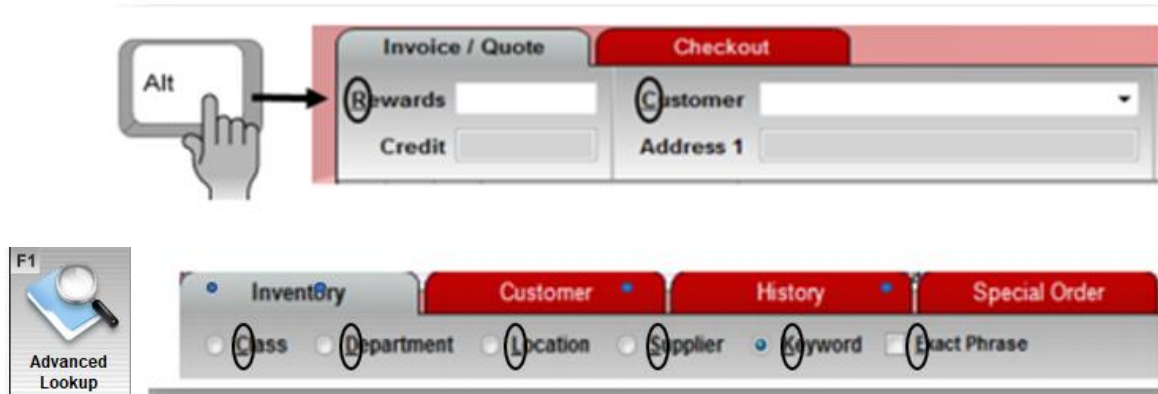 Invoice / Quote Checkout
Alt Rewards Customer
Credit Address 1
F1 Inventory Customer History Special Order
Class Department Location Supplier Keyword Exact Phrase
Advanced
Lookup